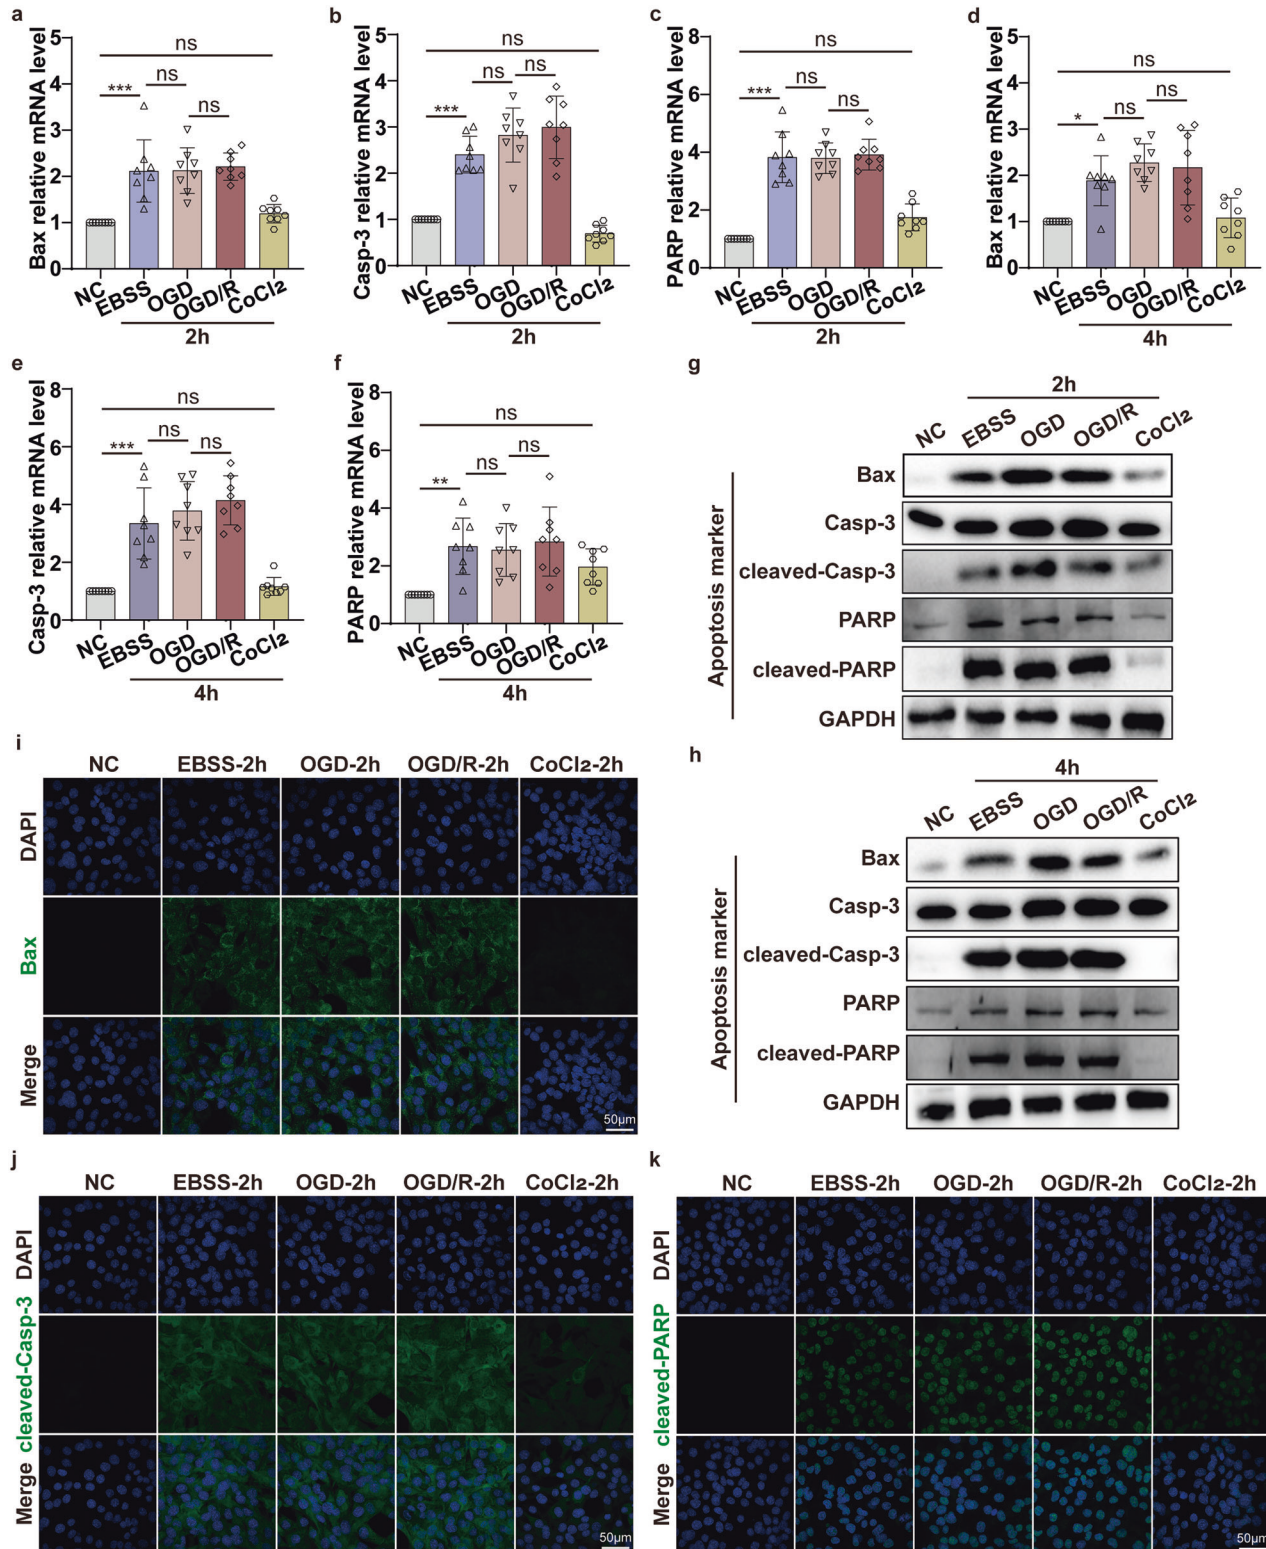 a
Bax relative mRNA level
5
4
3
2
1
0
ns
***
ns
ns
NC
EBSS
OGD
OGD/R
CoCl₂
2h
b
Casp-3 relative mRNA level
5
4
3
2
1
0
ns
ns
ns
***
NC
EBSS
OGD
OGD/R
CoCl₂
2h
c
PARP relative mRNA level
8
6
4
2
0
ns
***
ns
ns
NC
EBSS
OGD
OGD/R
CoCl₂
2h
d
Bax relative mRNA level
5
4
3
2
1
0
ns
ns
ns
*
NC
EBSS
OGD
OGD/R
CoCl₂
4h
e
Casp-3 relative mRNA level
8
6
4
2
0
ns
***
ns
ns
NC
EBSS
OGD
OGD/R
CoCl₂
4h
f
PARP relative mRNA level
8
6
4
2
0
ns
ns
ns
**
NC
EBSS
OGD
OGD/R
CoCl₂
4h
g
2h
NC
EBSS
OGD
OGD/R
CoCl₂
Apoptosis marker
Bax
Casp-3
cleaved-Casp-3
PARP
cleaved-PARP
GAPDH
h
4h
NC
EBSS
OGD
OGD/R
CoCl₂
Apoptosis marker
Bax
Casp-3
cleaved-Casp-3
PARP
cleaved-PARP
GAPDH
i
NC EBSS-2h OGD-2h OGD/R-2h CoCl₂-2h
DAPI
Bax
Merge
50μm
j
NC EBSS-2h OGD-2h OGD/R-2h CoCl₂-2h
DAPI
cleaved-Casp-3
Merge
50μm
k
NC EBSS-2h OGD-2h OGD/R-2h CoCl₂-2h
DAPI
cleaved-PARP
Merge
50μm